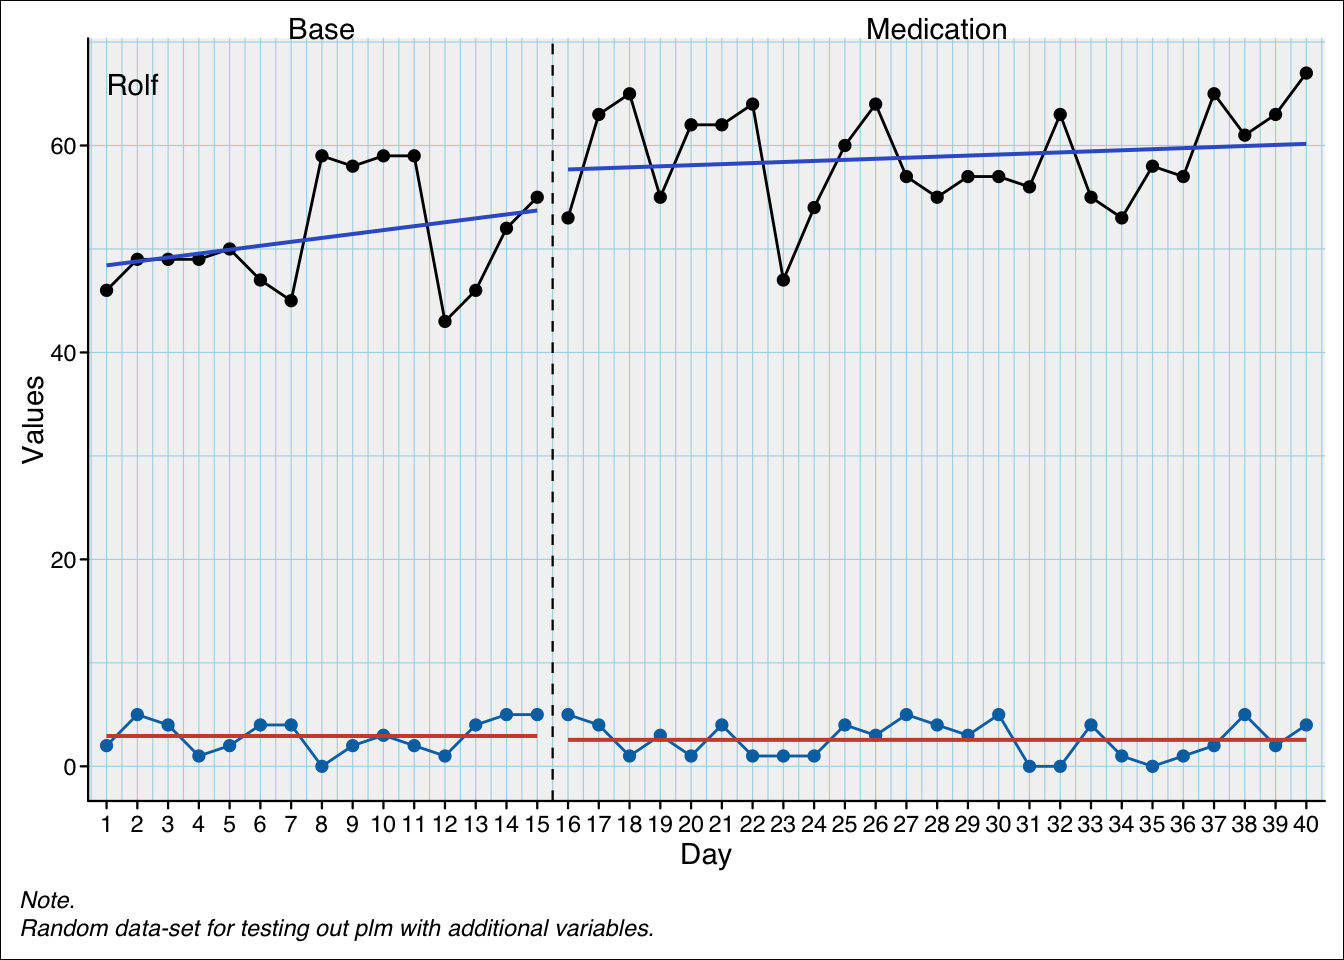 Base Medication
Rolf
60
40
20
0
Values
1 2 3 4 5 6 7 8 9 10 11 12 13 14 15 16 17 18 19 20 21 22 23 24 25 26 27 28 29 30 31 32 33 34 35 36 37 38 39 40
Day
Note.
Random data-set for testing out plm with additional variables.